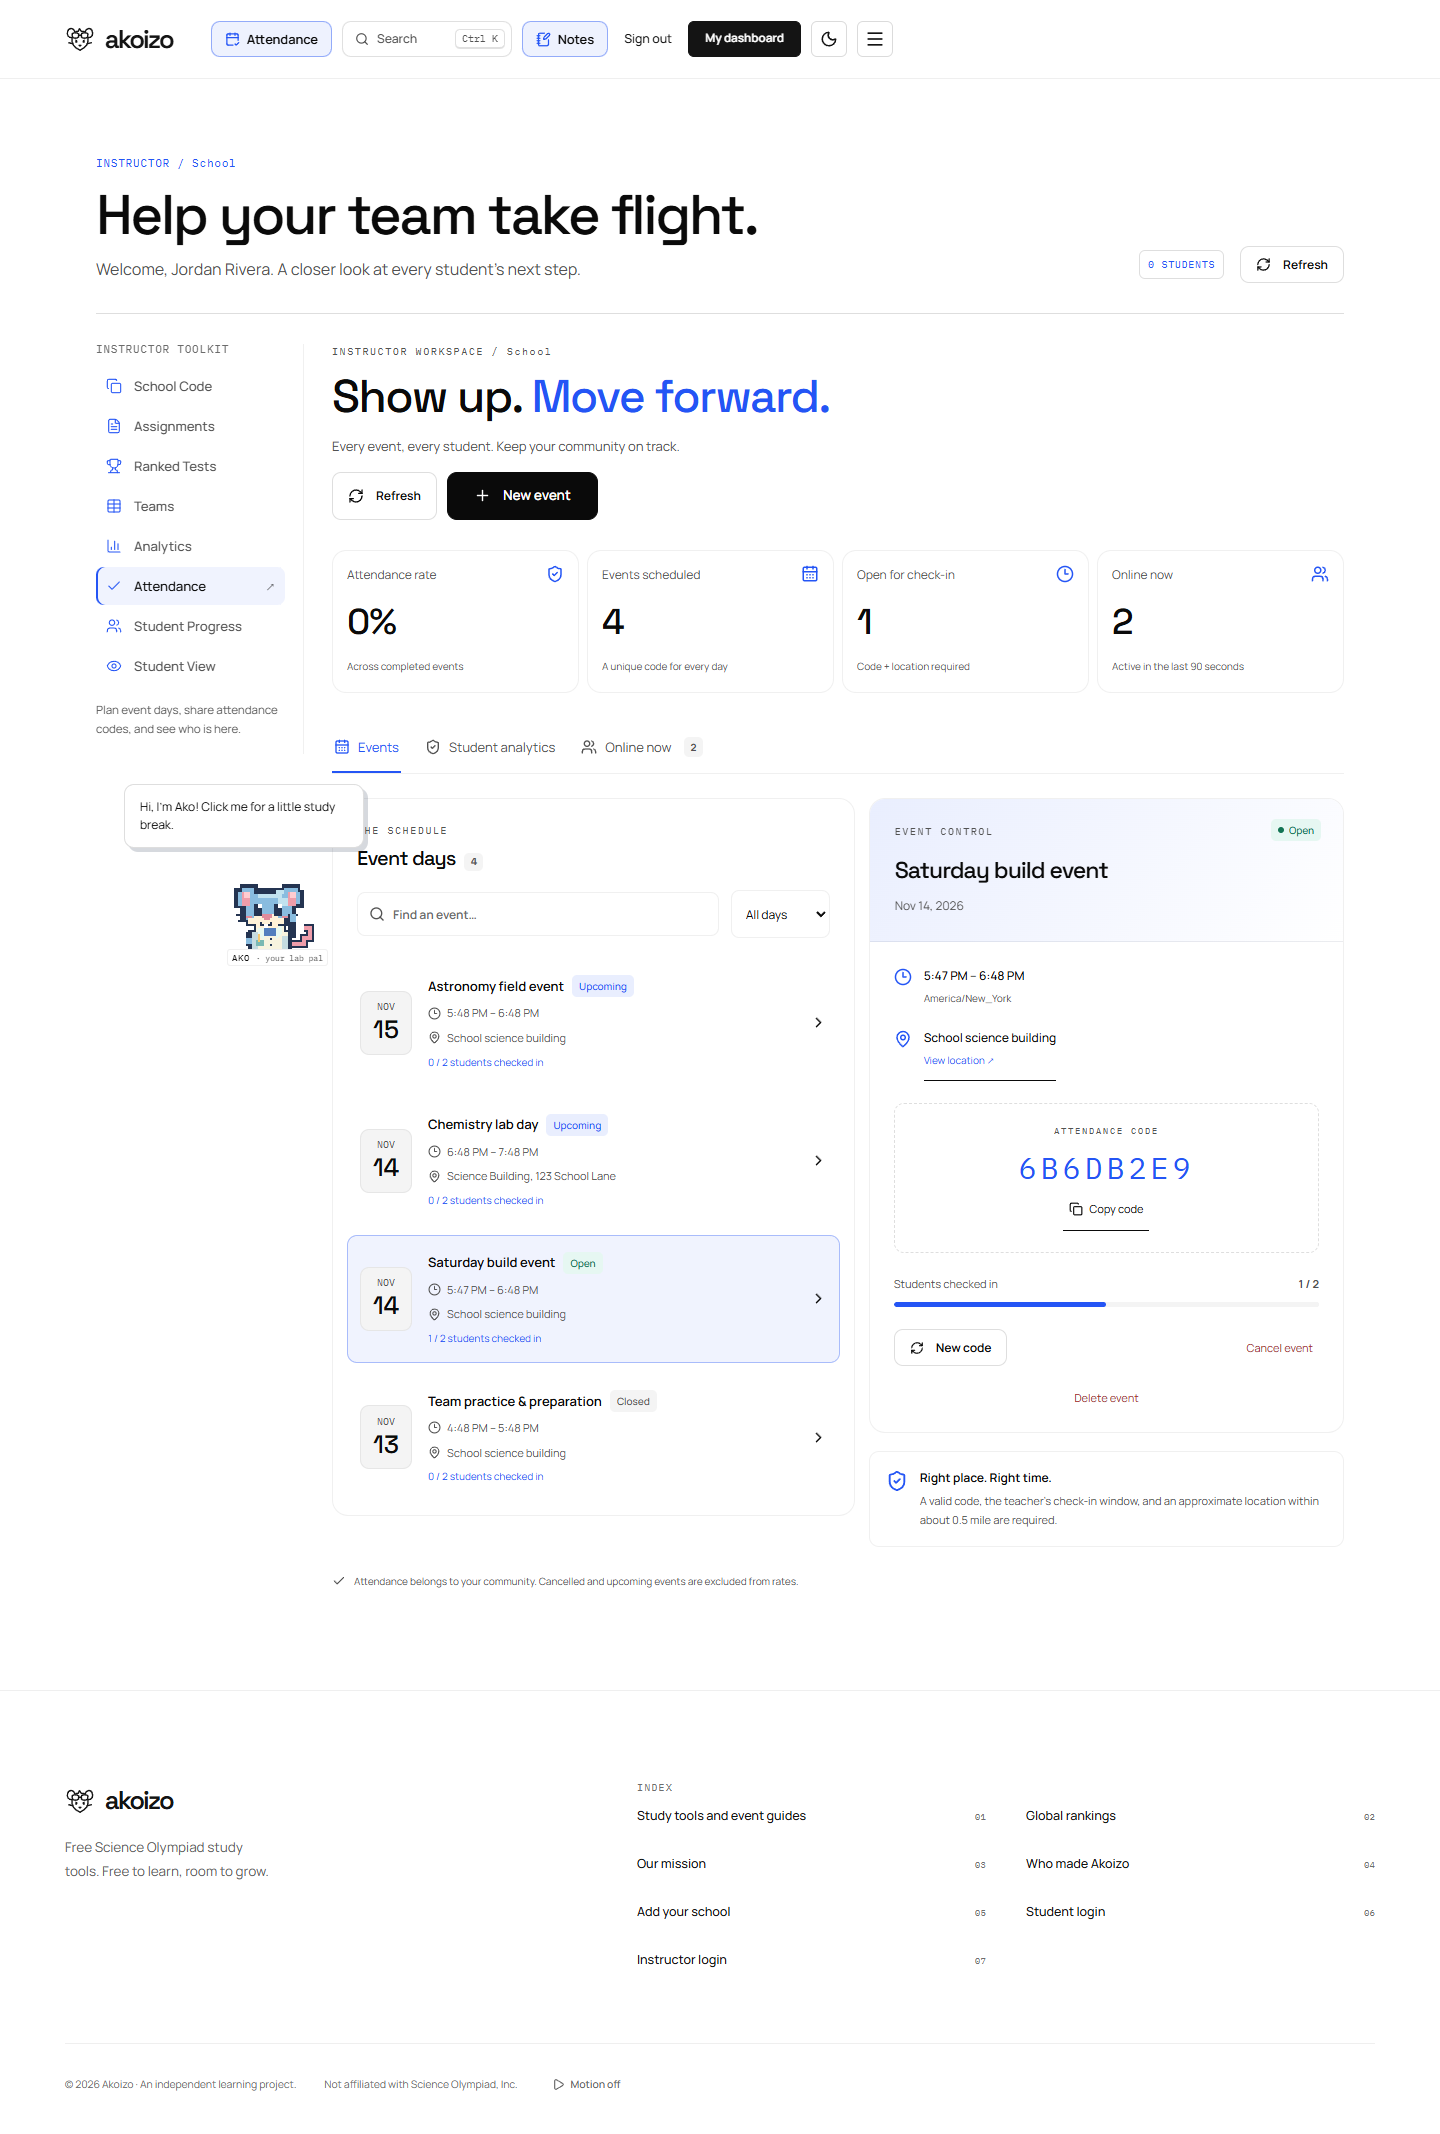 akoizo
Attendance
Search
Ctrl K
Notes
Sign out
My dashboard
INSTRUCTOR / School
Help your team take flight.
Welcome, Jordan Rivera. A closer look at every student's next step.
0 STUDENTS
Refresh
INSTRUCTOR TOOLKIT
School Code
Assignments
Ranked Tests
Teams
Analytics
Attendance ↗
Student Progress
Student View
Plan event days, share attendance
codes, and see who is here.
INSTRUCTOR WORKSPACE / School
Show up. Move forward.
Every event, every student. Keep your community on track.
Refresh
New event
Attendance rate
0%
Across completed events
Events scheduled
4
A unique code for every day
Open for check-in
1
Code + location required
Online now
2
Active in the last 90 seconds
Events
Student analytics
Online now 2
Hi, I'm Ako! Click me for a little study
break.
AKO · your lab pal
HE SCHEDULE
Event days 4
Find an event...
All days
NOV
15
Astronomy field event Upcoming
5:48 PM – 6:48 PM
School science building
0 / 2 students checked in
NOV
14
Chemistry lab day Upcoming
6:48 PM – 7:48 PM
Science Building, 123 School Lane
0 / 2 students checked in
NOV
14
Saturday build event Open
5:47 PM – 6:48 PM
School science building
1 / 2 students checked in
NOV
13
Team practice & preparation Closed
4:48 PM – 5:48 PM
School science building
0 / 2 students checked in
EVENT CONTROL
Open
Saturday build event
Nov 14, 2026
5:47 PM – 6:48 PM
America/New_York
School science building
View location ↗
ATTENDANCE CODE
6B6DB2E9
Copy code
Students checked in 1 / 2
New code
Cancel event
Delete event
Right place. Right time.
A valid code, the teacher's check-in window, and an approximate location within
about 0.5 mile are required.
Attendance belongs to your community. Cancelled and upcoming events are excluded from rates.
akoizo
Free Science Olympiad study
tools. Free to learn, room to grow.
INDEX
Study tools and event guides 01
Global rankings 02
Our mission 03
Who made Akoizo 04
Add your school 05
Student login 06
Instructor login 07
© 2026 Akoizo · An independent learning project.
Not affiliated with Science Olympiad, Inc.
Motion off